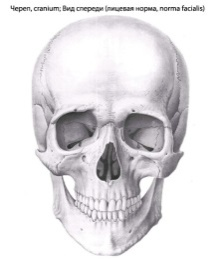 Череп, cranium; Вид спереди (лицевая норма, norma facialis)